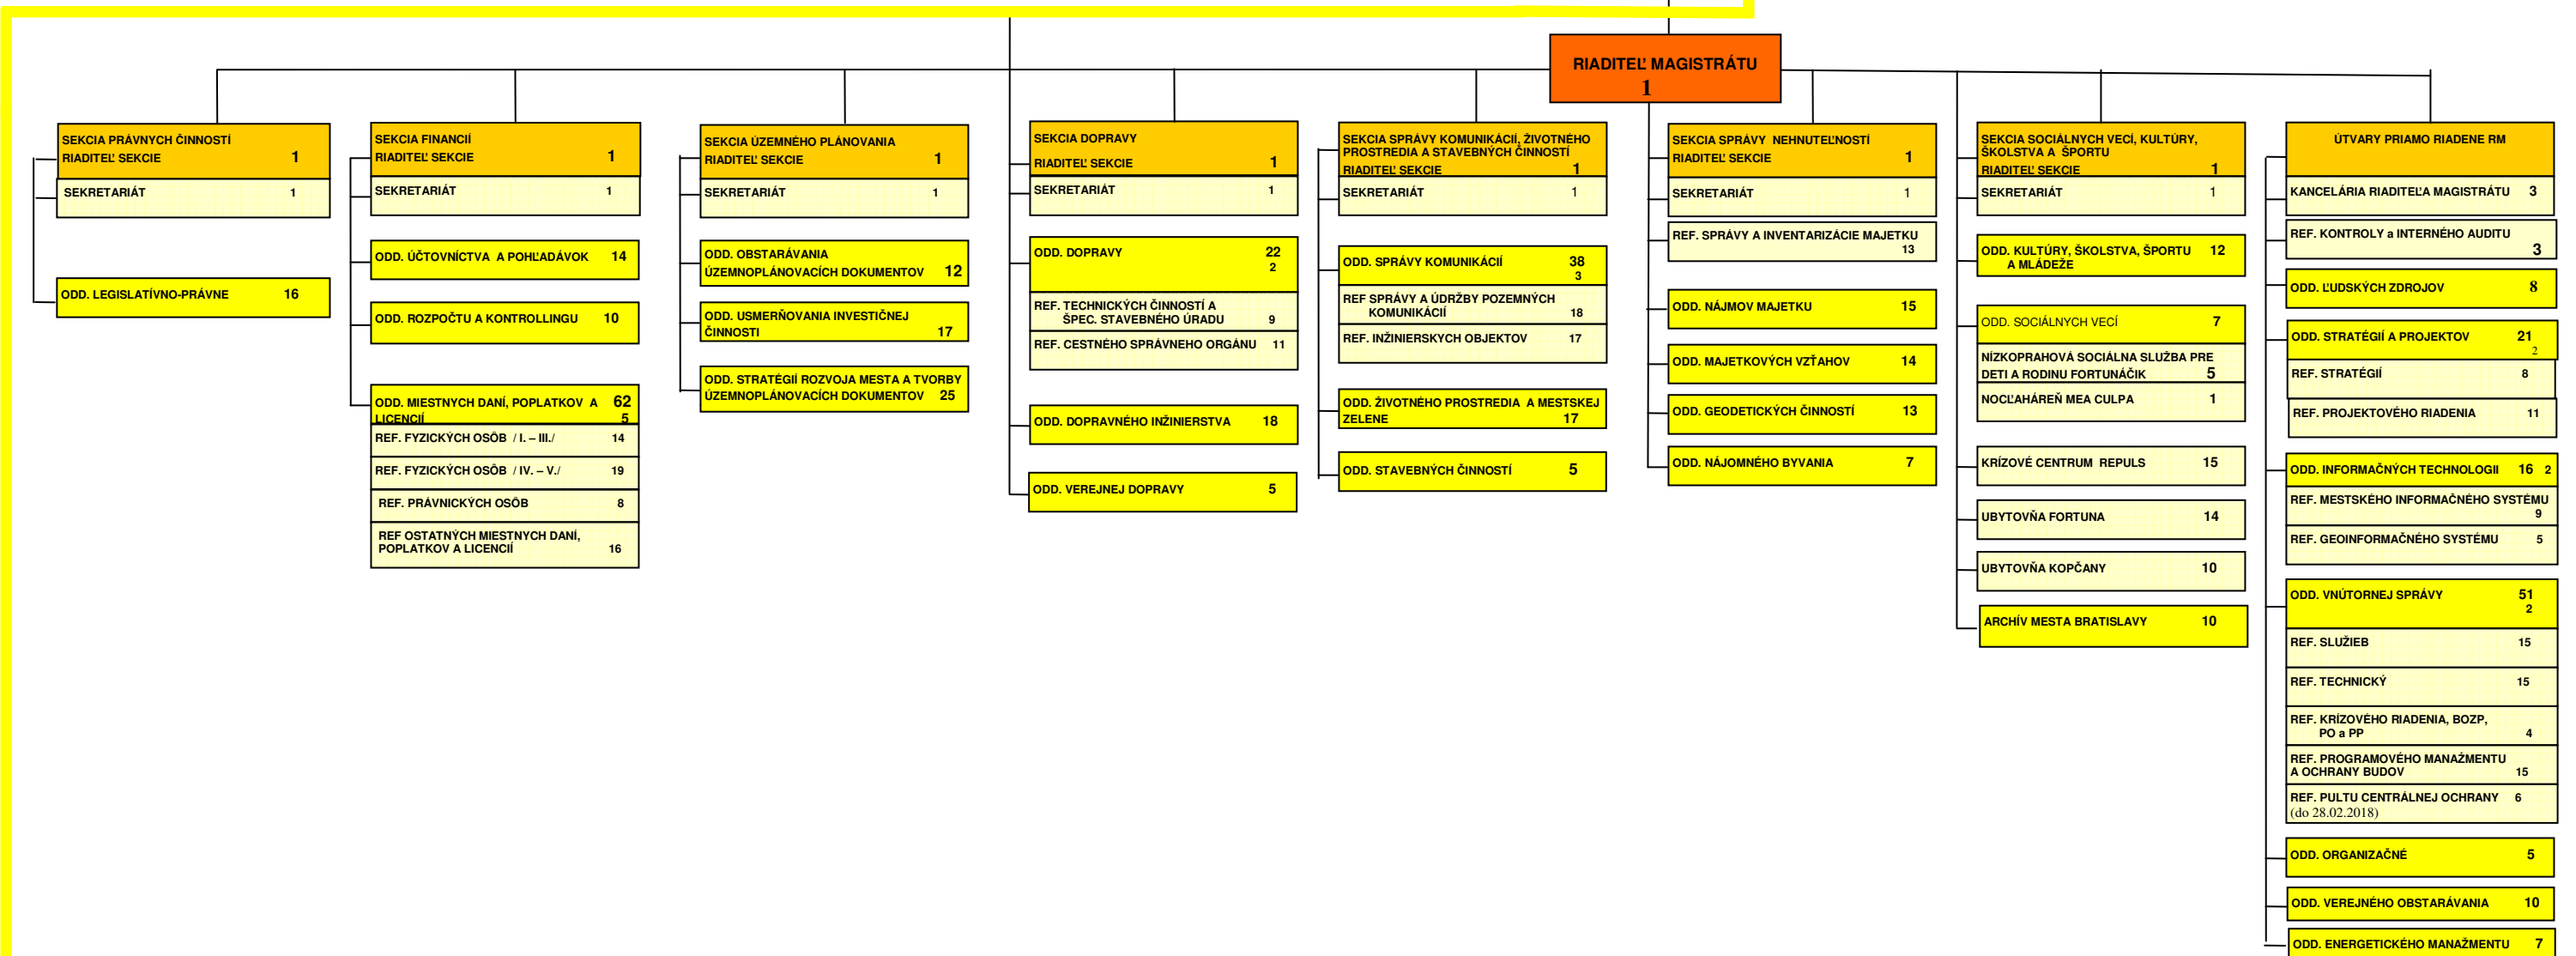 RIADITEĽ MAGISTRÁTU
1
SEKCIA PRÁVNYCH ČINNOSTÍ
RIADITEĽ SEKCIE 1
SEKRETARIÁT 1
ODD. LEGISLATÍVNO-PRÁVNE 16
SEKCIA FINANCIÍ
RIADITEĽ SEKCIE 1
SEKRETARIÁT 1
ODD. ÚČTOVNÍCTVA A POHĽADÁVOK 14
ODD. ROZPOČTU A KONTROLLINGU 10
ODD. MIESTNYCH DANÍ, POPLATKOV A 62
LICENCIÍ 5
REF. FYZICKÝCH OSÔB / I. – III./ 14
REF. FYZICKÝCH OSÔB / IV. – V./ 19
REF. PRÁVNICKÝCH OSÔB 8
REF OSTATNÝCH MIESTNYCH DANÍ,
POPLATKOV A LICENCIÍ 16
SEKCIA ÚZEMNÉHO PLÁNOVANIA
RIADITEĽ SEKCIE 1
SEKRETARIÁT 1
ODD. OBSTARÁVANIA
ÚZEMNOPLÁNOVACÍCH DOKUMENTOV 12
ODD. USMERŇOVANIA INVESTIČNEJ
ČINNOSTI 17
ODD. STRATÉGIÍ ROZVOJA MESTA A TVORBY
ÚZEMNOPLÁNOVACÍCH DOKUMENTOV 25
SEKCIA DOPRAVY
RIADITEĽ SEKCIE 1
SEKRETARIÁT 1
ODD. DOPRAVY 22
2
REF. TECHNICKÝCH ČINNOSTÍ A
ŠPEC. STAVEBNÉHO ÚRADU 9
REF. CESTNÉHO SPRÁVNEHO ORGÁNU 11
ODD. DOPRAVNÉHO INŽINIERSTVA 18
ODD. VEREJNEJ DOPRAVY 5
SEKCIA SPRÁVY KOMUNIKÁCIÍ, ŽIVOTNÉHO
PROSTREDIA A STAVEBNÝCH ČINNOSTÍ
RIADITEĽ SEKCIE 1
SEKRETARIÁT 1
ODD. SPRÁVY KOMUNIKÁCIÍ 38
3
REF SPRÁVY A ÚDRŽBY POZEMNÝCH
KOMUNIKÁCIÍ 18
REF. INŽINIERSKYCH OBJEKTOV 17
ODD. ŽIVOTNÉHO PROSTREDIA A MESTSKEJ
ZELENE 17
ODD. STAVEBNÝCH ČINNOSTÍ 5
SEKCIA SPRÁVY NEHNUTEĽNOSTÍ
RIADITEĽ SEKCIE 1
SEKRETARIÁT 1
REF. SPRÁVY A INVENTARIZÁCIE MAJETKU
13
ODD. NÁJMOV MAJETKU 15
ODD. MAJETKOVÝCH VZŤAHOV 14
ODD. GEODETICKÝCH ČINNOSTÍ 13
ODD. NÁJOMNÉHO BYVANIA 7
SEKCIA SOCIÁLNYCH VECÍ, KULTÚRY,
ŠKOLSTVA A ŠPORTU
RIADITEĽ SEKCIE 1
SEKRETARIÁT 1
ODD. KULTÚRY, ŠKOLSTVA, ŠPORTU 12
A MLÁDEŽE
ODD. SOCIÁLNYCH VECÍ 7
NÍZKOPRAHOVÁ SOCIÁLNA SLUŽBA PRE
DETI A RODINU FORTUNÁČIK 5
NOCĽAHÁREŇ MEA CULPA 1
KRÍZOVÉ CENTRUM REPULS 15
UBYTOVŇA FORTUNA 14
UBYTOVŇA KOPČANY 10
ARCHÍV MESTA BRATISLAVY 10
ÚTVARY PRIAMO RIADENE RM
KANCELÁRIA RIADITEĽA MAGISTRÁTU 3
REF. KONTROLY a INTERNÉHO AUDITU
3
ODD. ĽUDSKÝCH ZDROJOV 8
ODD. STRATÉGIÍ A PROJEKTOV 21
2
REF. STRATÉGIÍ 8
REF. PROJEKTOVÉHO RIADENIA 11
ODD. INFORMAČNÝCH TECHNOLOGII 16 2
REF. MESTSKÉHO INFORMAČNÉHO SYSTÉMU
9
REF. GEOINFORMAČNÉHO SYSTÉMU 5
ODD. VNÚTORNEJ SPRÁVY 51
2
REF. SLUŽIEB 15
REF. TECHNICKÝ 15
REF. KRÍZOVÉHO RIADENIA, BOZP,
PO a PP 4
REF. PROGRAMOVÉHO MANAŽMENTU
A OCHRANY BUDOV 15
REF. PULTU CENTRÁLNEJ OCHRANY 6
(do 28.02.2018)
ODD. ORGANIZAČNÉ 5
ODD. VEREJNÉHO OBSTARÁVANIA 10
ODD. ENERGETICKÉHO MANAŽMENTU 7